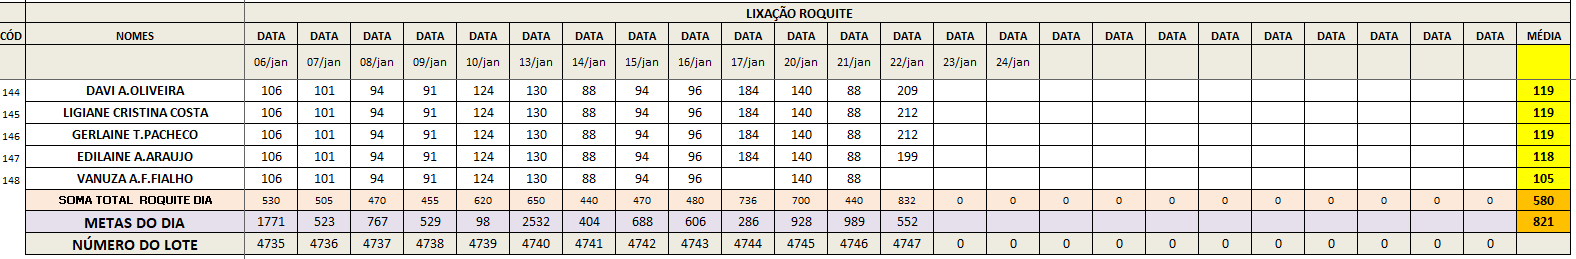 LIXAÇÃO ROQUITE
CÓD NOMES DATA DATA DATA DATA DATA DATA DATA DATA DATA DATA DATA DATA DATA DATA DATA DATA DATA DATA DATA DATA DATA DATA DATA DATA MÉDIA
06/jan 07/jan 08/jan 09/jan 10/jan 13/jan 14/jan 15/jan 16/jan 17/jan 20/jan 21/jan 22/jan 23/jan 24/jan
144 DAVI A.OLIVEIRA 106 101 94 91 124 130 88 94 96 184 140 88 209 119
145 LIGIANE CRISTINA COSTA 106 101 94 91 124 130 88 94 96 184 140 88 212 119
146 GERLAINE T.PACHECO 106 101 94 91 124 130 88 94 96 184 140 88 212 119
147 EDILAINE A.ARAUJO 106 101 94 91 124 130 88 94 96 184 140 88 199 118
148 VANUZA A.F.FIALHO 106 101 94 91 124 130 88 94 96 140 88 105
SOMA TOTAL ROQUITE DIA 530 505 470 455 620 650 440 470 480 736 700 440 832 0 0 0 0 0 0 0 0 0 0 0 580
METAS DO DIA 1771 523 767 529 98 2532 404 688 606 286 928 989 552 821
NÚMERO DO LOTE 4735 4736 4737 4738 4739 4740 4741 4742 4743 4744 4745 4746 4747 0 0 0 0 0 0 0 0 0 0 0